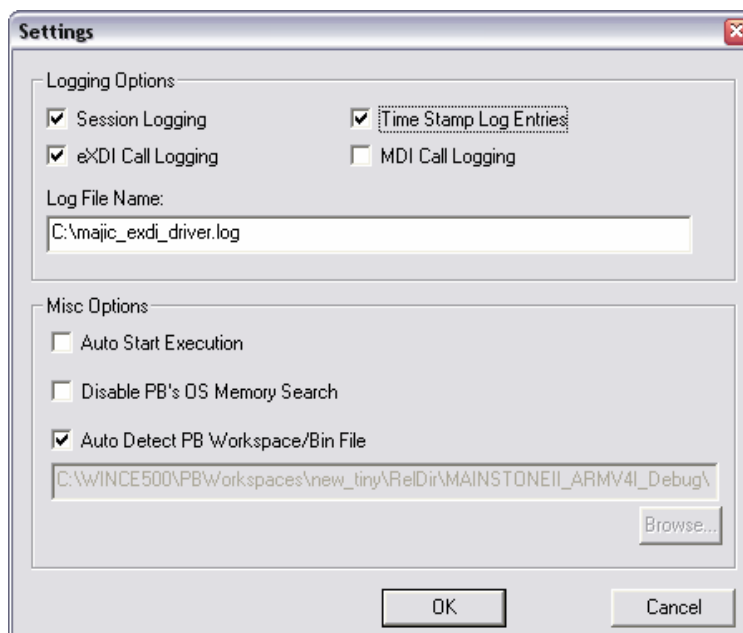 Settings
Logging Options
Session Logging
Time Stamp Log Entries
eXDI Call Logging
MDI Call Logging
Log File Name:
C:\majic_exdi_driver.log
Misc Options
Auto Start Execution
Disable PB's OS Memory Search
Auto Detect PB Workspace/Bin File
C:\WINCE500\PBWorkspaces\new_tiny\RelDir\MAINSTONEII_ARMV4I_Debug\
Browse...
OK
Cancel